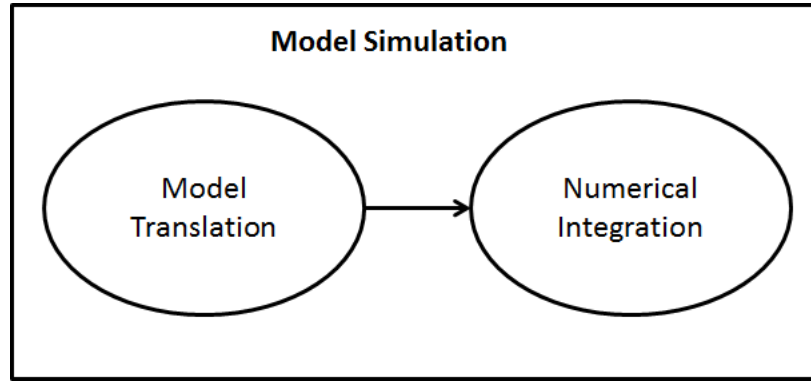 Model Simulation
Model
Translation
Numerical
Integration